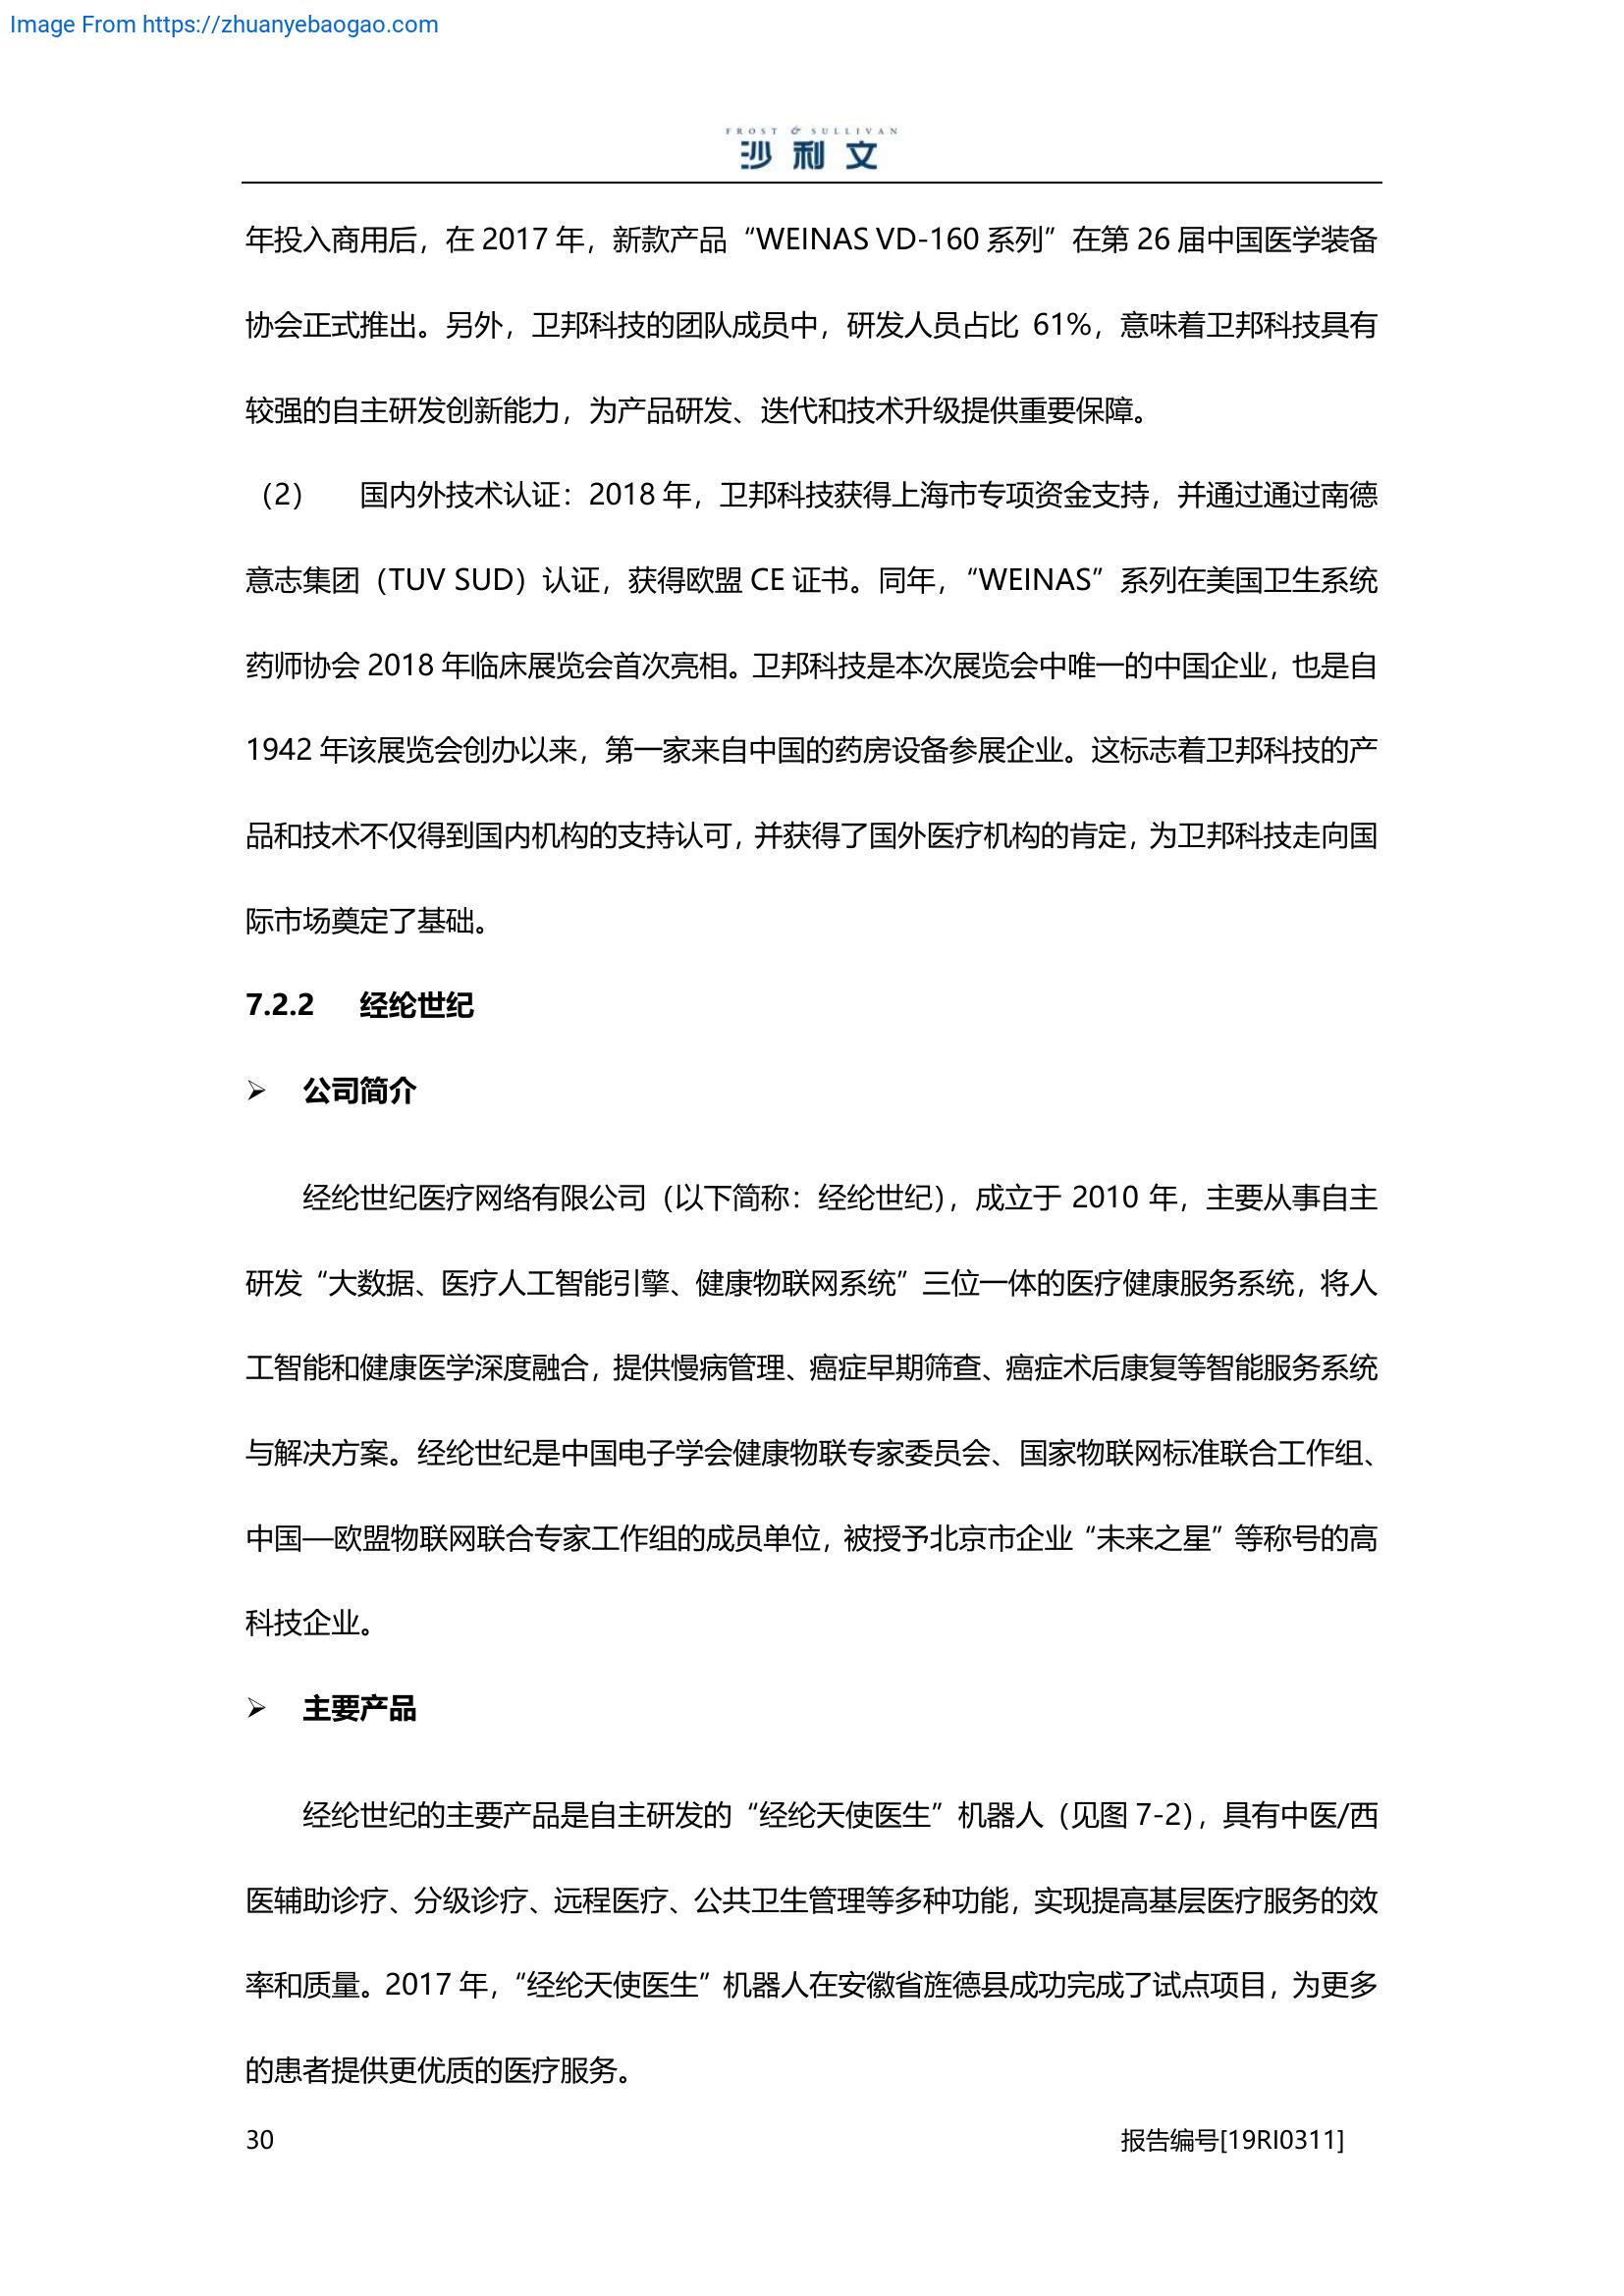 Image From https://zhuanyebaogao.com
FROST & SULLIVAN
沙利文
年投入商用后，在 2017 年，新款产品“WEINAS VD-160 系列”在第 26 届中国医学装备
协会正式推出。另外，卫邦科技的团队成员中，研发人员占比 61%，意味着卫邦科技具有
较强的自主研发创新能力，为产品研发、迭代和技术升级提供重要保障。
（2） 国内外技术认证：2018 年，卫邦科技获得上海市专项资金支持，并通过通过南德
意志集团（TUV SUD）认证，获得欧盟 CE 证书。同年，“WEINAS”系列在美国卫生系统
药师协会 2018 年临床展览会首次亮相。卫邦科技是本次展览会中唯一的中国企业，也是自
1942 年该展览会创办以来，第一家来自中国的药房设备参展企业。这标志着卫邦科技的产
品和技术不仅得到国内机构的支持认可，并获得了国外医疗机构的肯定，为卫邦科技走向国
际市场奠定了基础。
7.2.2 经纶世纪
➢ 公司简介
经纶世纪医疗网络有限公司（以下简称：经纶世纪），成立于 2010 年，主要从事自主
研发“大数据、医疗人工智能引擎、健康物联网系统”三位一体的医疗健康服务系统，将人
工智能和健康医学深度融合，提供慢病管理、癌症早期筛查、癌症术后康复等智能服务系统
与解决方案。经纶世纪是中国电子学会健康物联专家委员会、国家物联网标准联合工作组、
中国—欧盟物联网联合专家工作组的成员单位，被授予北京市企业“未来之星”等称号的高
科技企业。
➢ 主要产品
经纶世纪的主要产品是自主研发的“经纶天使医生”机器人（见图 7-2），具有中医/西
医辅助诊疗、分级诊疗、远程医疗、公共卫生管理等多种功能，实现提高基层医疗服务的效
率和质量。2017 年，“经纶天使医生”机器人在安徽省旌德县成功完成了试点项目，为更多
的患者提供更优质的医疗服务。
30 报告编号[19RI0311]